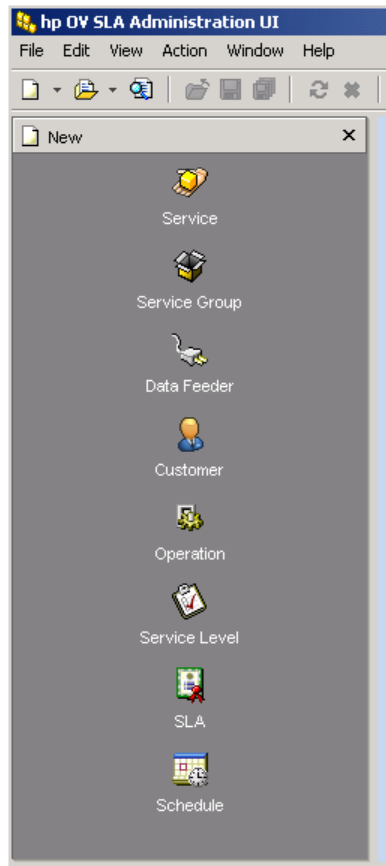 hp OV SLA Administration UI
File Edit View Action Window Help
New
Service
Service Group
Data Feeder
Customer
Operation
Service Level
SLA
Schedule